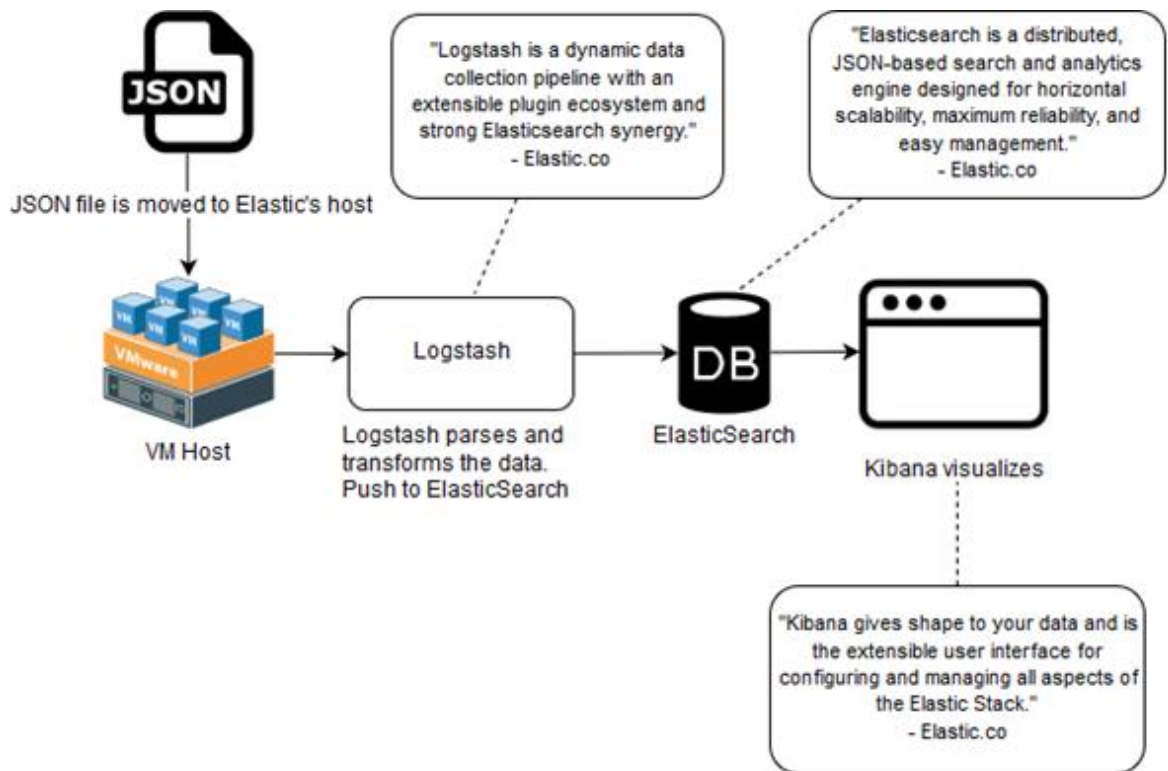 JSON
"Logstash is a dynamic data
collection pipeline with an
extensible plugin ecosystem and
strong Elasticsearch synergy."
- Elastic.co
"Elasticsearch is a distributed,
JSON-based search and analytics
engine designed for horizontal
scalability, maximum reliability, and
easy management."
- Elastic.co
JSON file is moved to Elastic's host
VM
VM
VM
VM
VM
VM
VMware
VM Host
Logstash
Logstash parses and
transforms the data.
Push to ElasticSearch
DB
ElasticSearch
Kibana visualizes
"Kibana gives shape to your data and is
the extensible user interface for
configuring and managing all aspects of
the Elastic Stack."
- Elastic.co